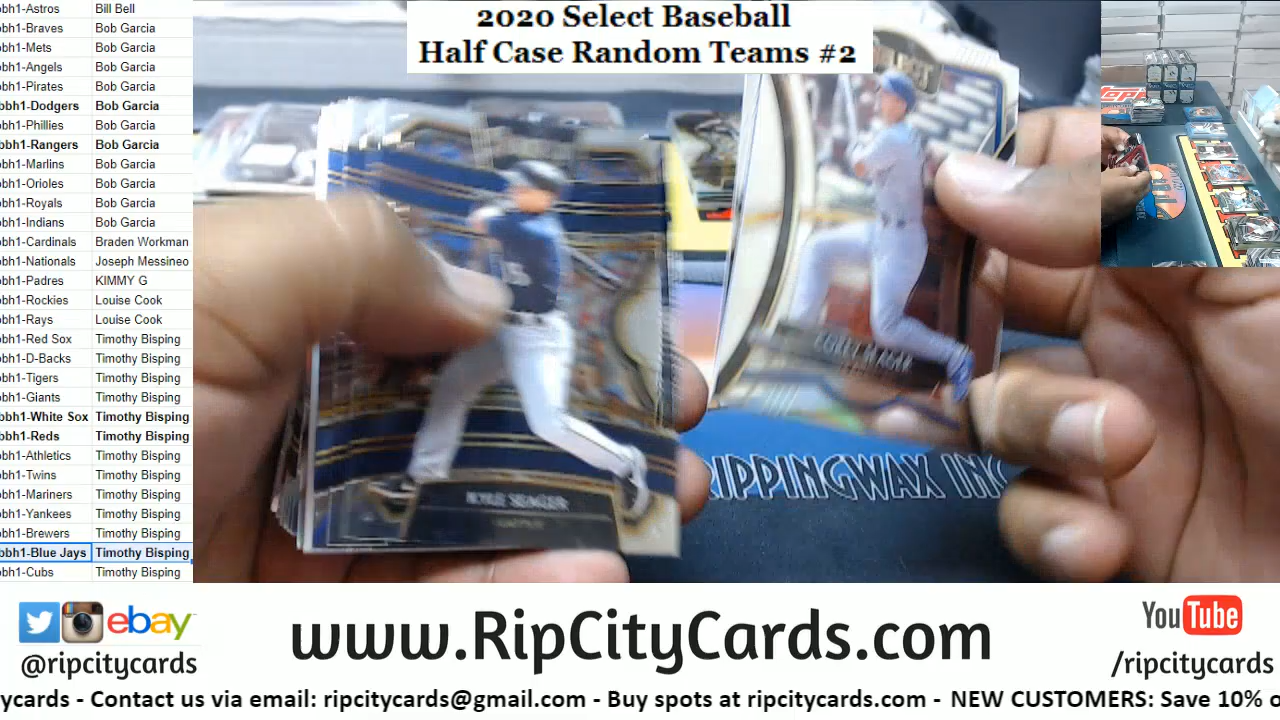 2020 Select Baseball
Half Case Random Teams #2
bh1-Astros Bill Bell
bh1-Braves Bob Garcia
bh1-Mets Bob Garcia
bh1-Angels Bob Garcia
bh1-Pirates Bob Garcia
bbh1-Dodgers Bob Garcia
bh1-Phillies Bob Garcia
bbh1-Rangers Bob Garcia
bh1-Marlins Bob Garcia
bh1-Orioles Bob Garcia
bh1-Royals Bob Garcia
bh1-Indians Bob Garcia
bh1-Cardinals Braden Workman
bh1-Nationals Joseph Messineo
bh1-Padres KIMMY G
bh1-Rockies Louise Cook
bh1-Rays Louise Cook
bh1-Red Sox Timothy Bisping
bh1-D-Backs Timothy Bisping
bh1-Tigers Timothy Bisping
bh1-Giants Timothy Bisping
bbh1-White Sox Timothy Bisping
bbh1-Reds Timothy Bisping
bh1-Athletics Timothy Bisping
bh1-Twins Timothy Bisping
bh1-Mariners Timothy Bisping
bh1-Yankees Timothy Bisping
bh1-Brewers Timothy Bisping
bbh1-Blue Jays Timothy Bisping
bh1-Cubs Timothy Bisping
KYLE SEAGER
RIPPINGWAX INC
ebay
@ripcitycards
www.RipCityCards.com
YouTube
/ripcitycards
ycards - Contact us via email: ripcitycards@gmail.com - Buy spots at ripcitycards.com - NEW CUSTOMERS: Save 10% o